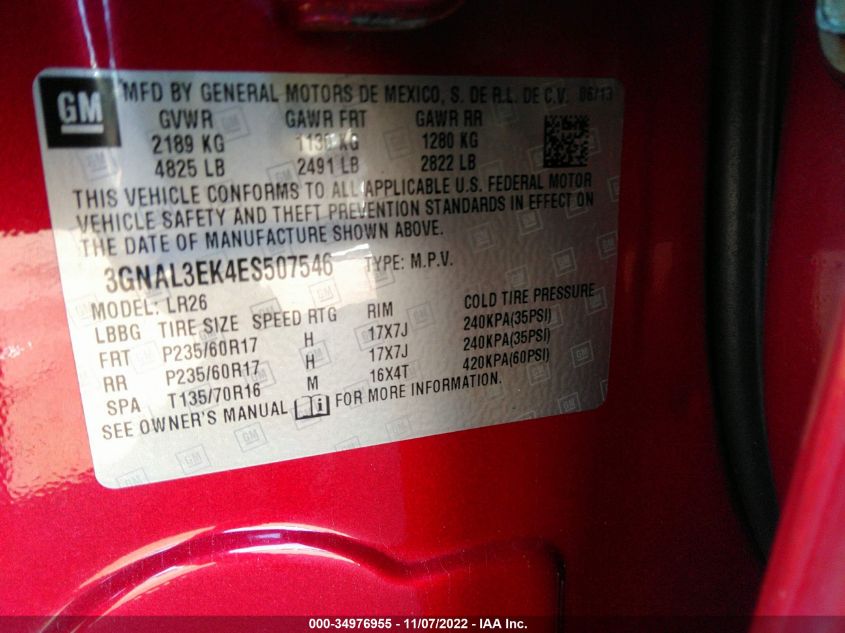 GM
MFD BY GENERAL MOTORS DE MEXICO, S. DE R.L. DE C.V. 06/13
GVWR GAWR FRT GAWR RR
2189 KG 1130 KG 1280 KG
4825 LB 2491 LB 2822 LB
THIS VEHICLE CONFORMS TO ALL APPLICABLE U.S. FEDERAL MOTOR
VEHICLE SAFETY AND THEFT PREVENTION STANDARDS IN EFFECT ON
THE DATE OF MANUFACTURE SHOWN ABOVE.
3GNAL3EK4ES507546 TYPE: M.P.V.
MODEL: LR26
LBBG TIRE SIZE SPEED RTG RIM COLD TIRE PRESSURE
FRT P235/60R17 H 17X7J 240KPA(35PSI)
RR P235/60R17 H 17X7J 240KPA(35PSI)
SPA T135/70R16 M 16X4T 420KPA(60PSI)
SEE OWNER'S MANUAL FOR MORE INFORMATION.
000-34976955 - 11/07/2022 - IAA Inc.